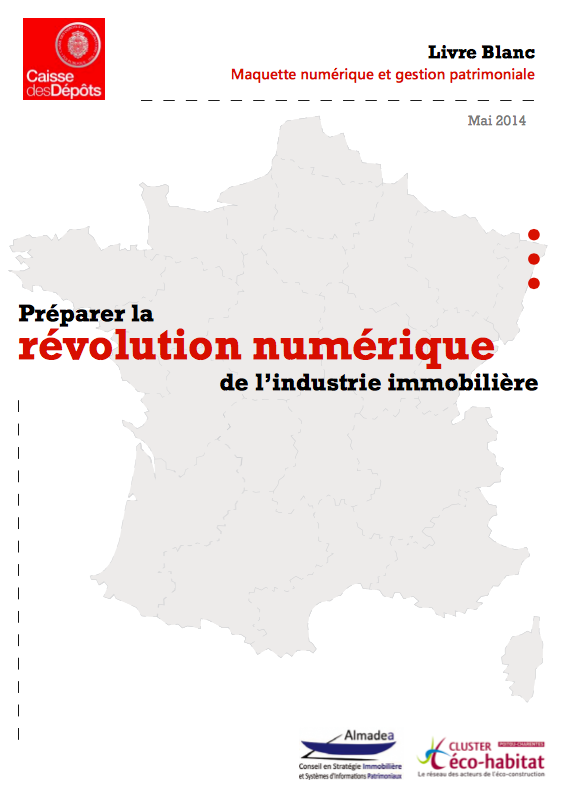 Caisse
desDépôts
Livre Blanc
Maquette numérique et gestion patrimoniale
Mai 2014
Préparer la
révolution numérique
de l'industrie immobilière
Almadea
Conseil en Stratégie Immobilière
et Systèmes d'Informations Patrimoniaux
POITOU-CHARENTES
CLUSTER
éco-habitat
Le réseau des acteurs de l'éco-construction